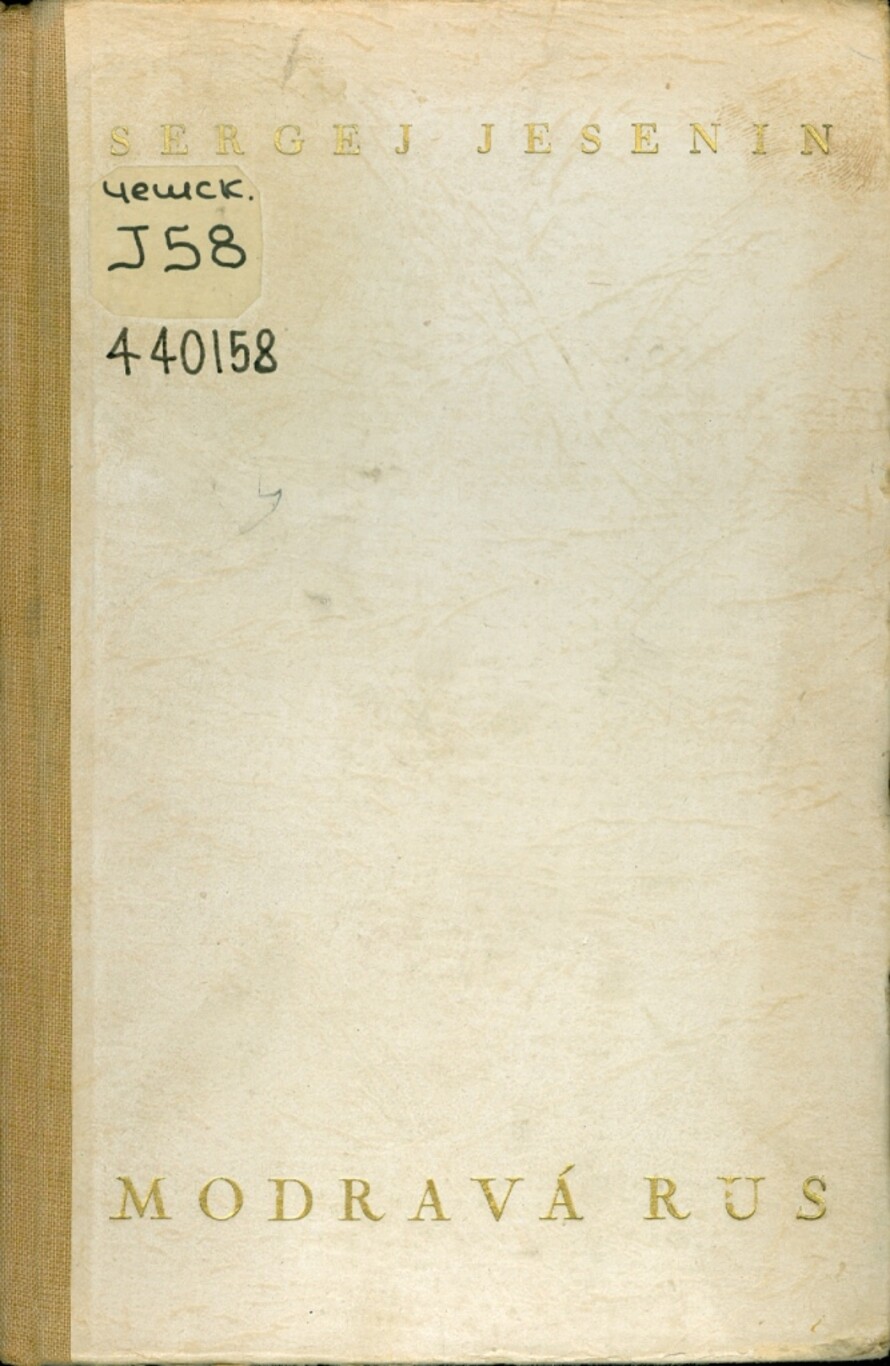 SERGEJ JESENIN
чешск.
J58
440158
MODRAVÁ RUS